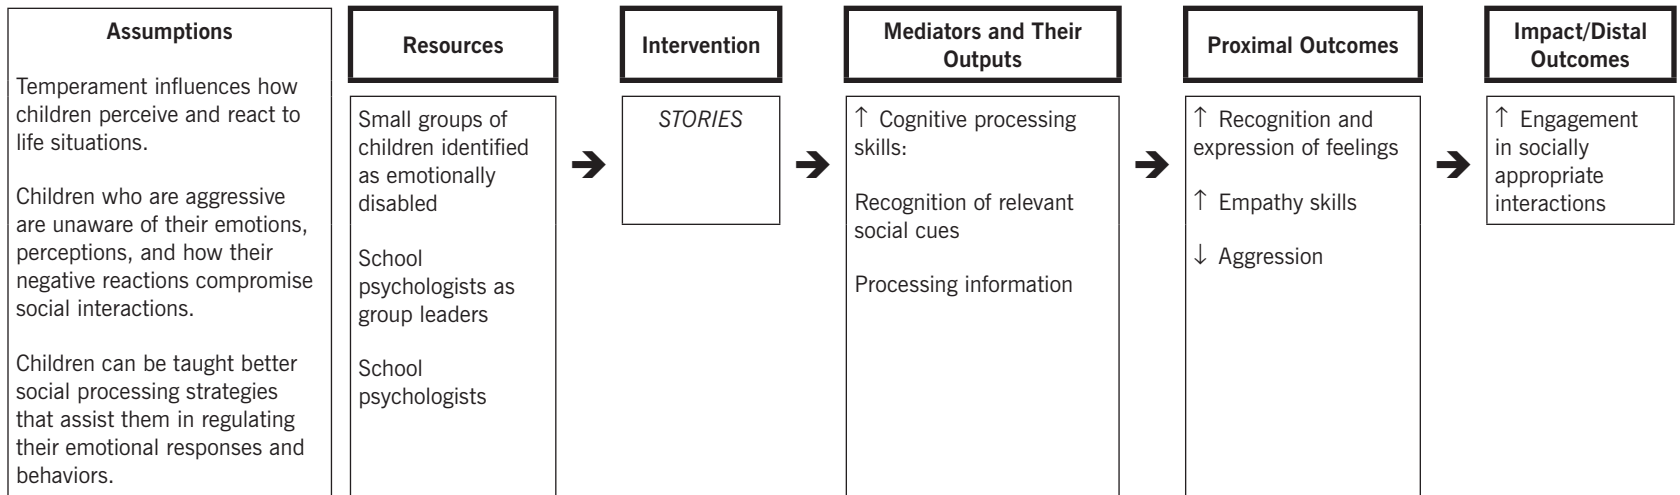 Assumptions
Temperament influences how
children perceive and react to
life situations.
Children who are aggressive
are unaware of their emotions,
perceptions, and how their
negative reactions compromise
social interactions.
Children can be taught better
social processing strategies
that assist them in regulating
their emotional responses and
behaviors.
Resources
Small groups of
children identified
as emotionally
disabled
School
psychologists as
group leaders
School
psychologists
Intervention
STORIES
Mediators and Their
Outputs
↑ Cognitive processing
skills:
Recognition of relevant
social cues
Processing information
Proximal Outcomes
↑ Recognition and
expression of feelings
↑ Empathy skills
↓ Aggression
Impact/Distal
Outcomes
↑ Engagement
in socially
appropriate
interactions